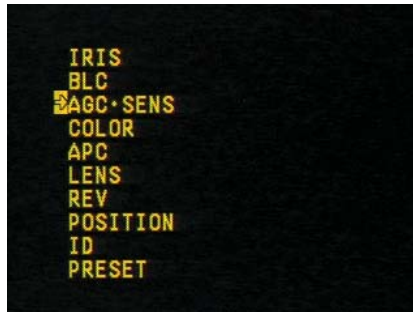 IRIS
BLC
AGC·SENS
COLOR
APC
LENS
REV
POSITION
ID
PRESET